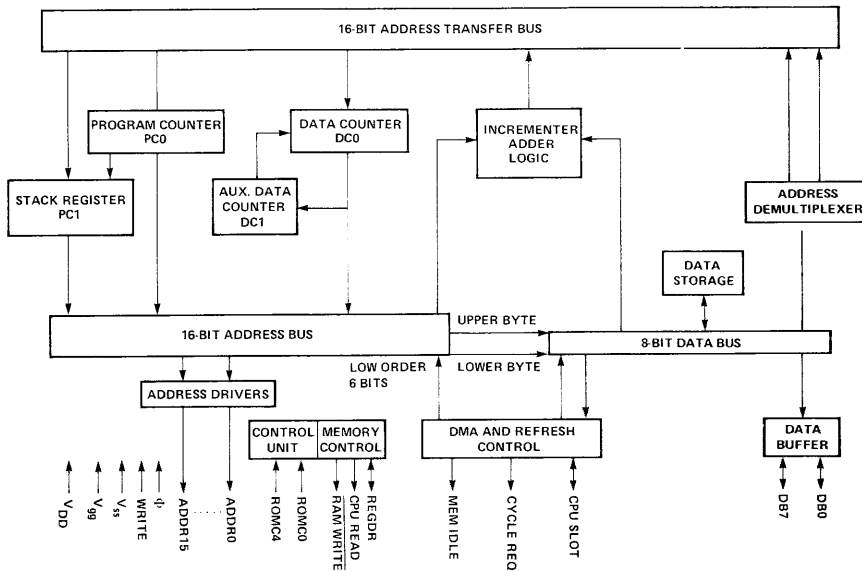 16-BIT ADDRESS TRANSFER BUS
PROGRAM COUNTER
PC0
DATA COUNTER
DC0
INCREMENTER
ADDER
LOGIC
STACK REGISTER
PC1
AUX. DATA
COUNTER
DC1
ADDRESS
DEMULTIPLEXER
DATA
STORAGE
16-BIT ADDRESS BUS
UPPER BYTE
8-BIT DATA BUS
LOW ORDER
6 BITS
LOWER BYTE
ADDRESS DRIVERS
CONTROL
UNIT
MEMORY
CONTROL
DMA AND REFRESH
CONTROL
DATA
BUFFER
VDD
Vgg
Vss
WRITE
Φ
ADDR15
ADDR0
ROMC4
ROMC0
RAM WRITE
CPU READ
REGDR
MEM IDLE
CYCLE REQ
CPU SLOT
DB7
DB0